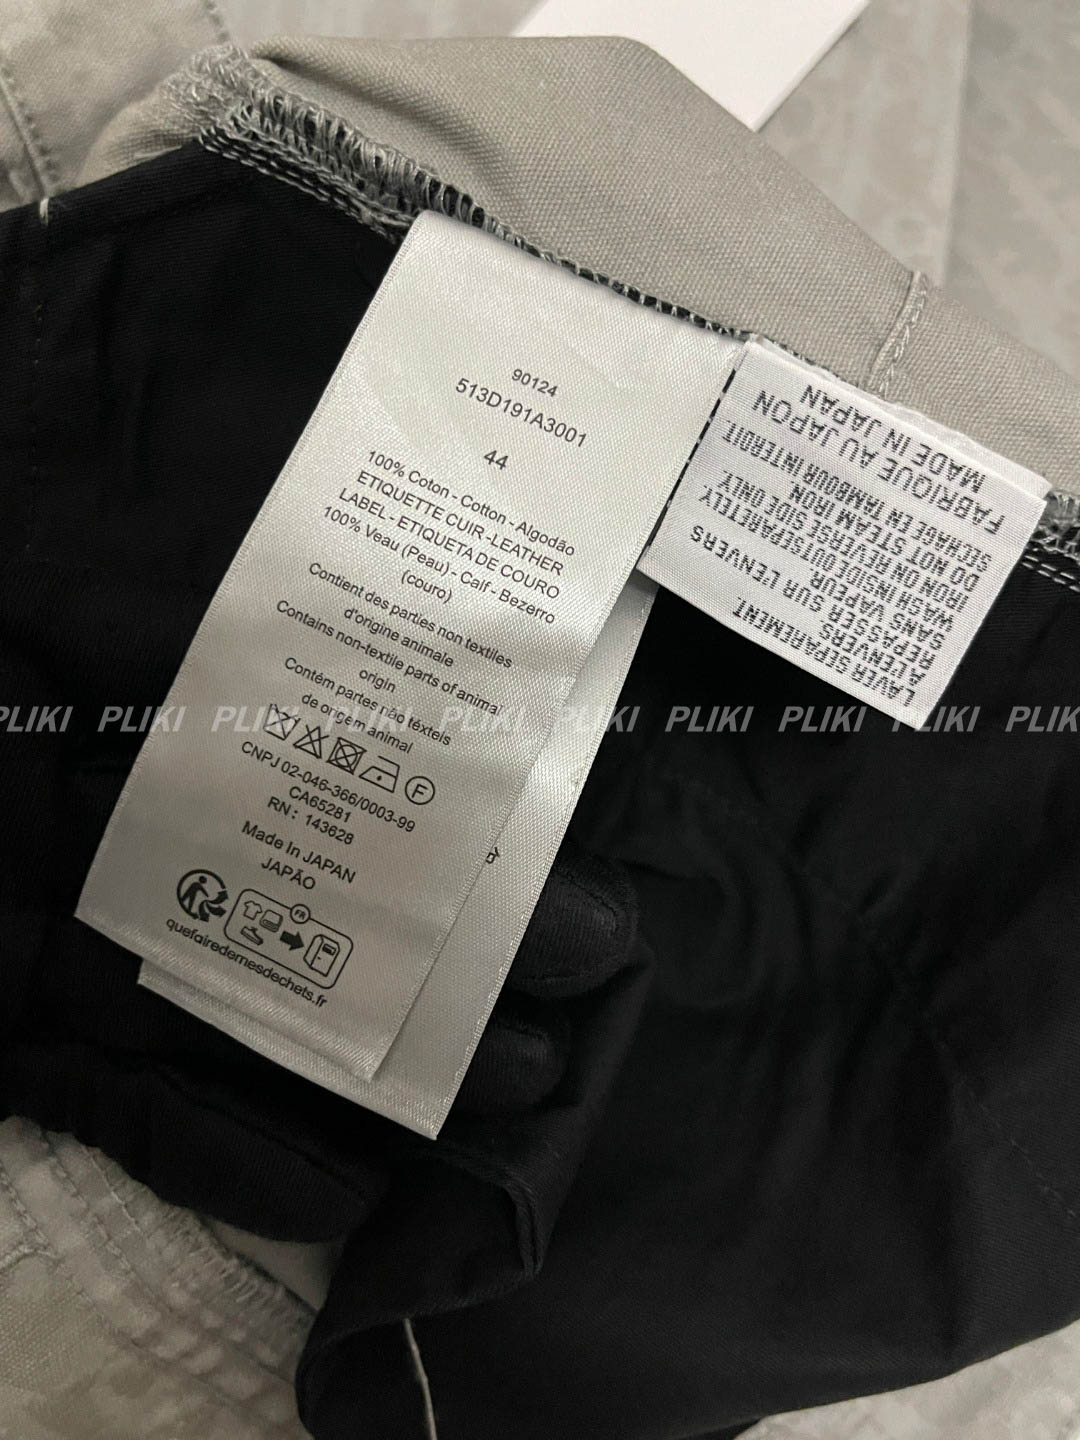 90124
513D191A3001
44
100% Coton - Cotton - Algodão
ETIQUETTE CUIR -LEATHER
LABEL - ETIQUETA DE COURO
100% Veau (Peau) - Calf - Bezerro
(couro)
Contient des parties non textiles
d'origine animale
Contains non-textile parts of animal
origin
Contém partes não têxteis
de origem animal
F
CNPJ 02-046-366/0003-99
CA65281
RN: 143628
Made In JAPAN
JAPÃO
FR
quefairedemesdechets.fr
LAVER SEPAREMENT.
A L'ENVERS
REPASSER SUR L'ENVERS
SANS VAPEUR.
WASH INSIDE OUTSEPARETELY.
IRON ON REVERSE SIDE ONLY.
DO NOT STEAM IRON.
SECHAGE EN TAMBOUR INTERDIT.
FABRIQUE AU JAPON
MADE IN JAPAN
PLIKI PLIKI PLIKI PLIKI PLIKI PLIKI PLIKI PLIKI PLIKI PLIK